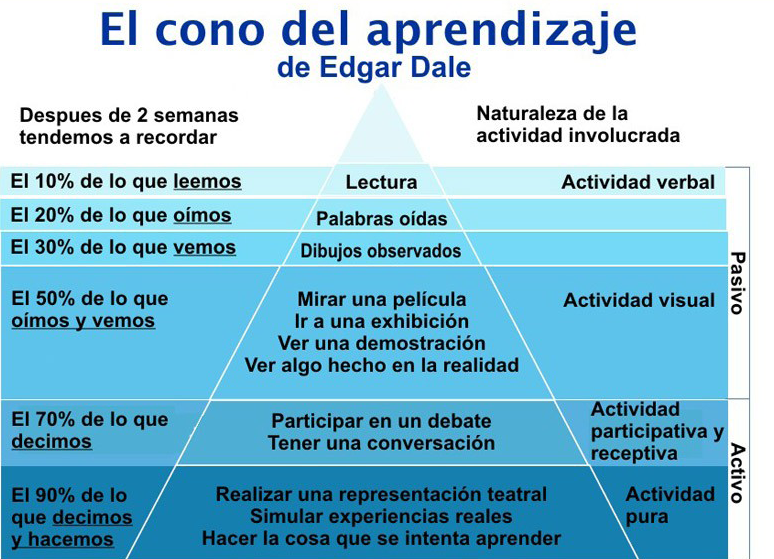 El cono del aprendizaje
de Edgar Dale
Despues de 2 semanas
tendemos a recordar
Naturaleza de la
actividad involucrada
El 10% de lo que leemos
Lectura
Actividad verbal
El 20% de lo que oímos
Palabras oídas
El 30% de lo que vemos
Dibujos observados
Pasivo
El 50% de lo que
oímos y vemos
Mirar una película
Ir a una exhibición
Ver una demostración
Ver algo hecho en la realidad
Actividad visual
El 70% de lo que
decimos
Participar en un debate
Tener una conversación
Actividad
participativa y
receptiva
Activo
El 90% de lo
que decimos
y hacemos
Realizar una representación teatral
Simular experiencias reales
Hacer la cosa que se intenta aprender
Actividad
pura